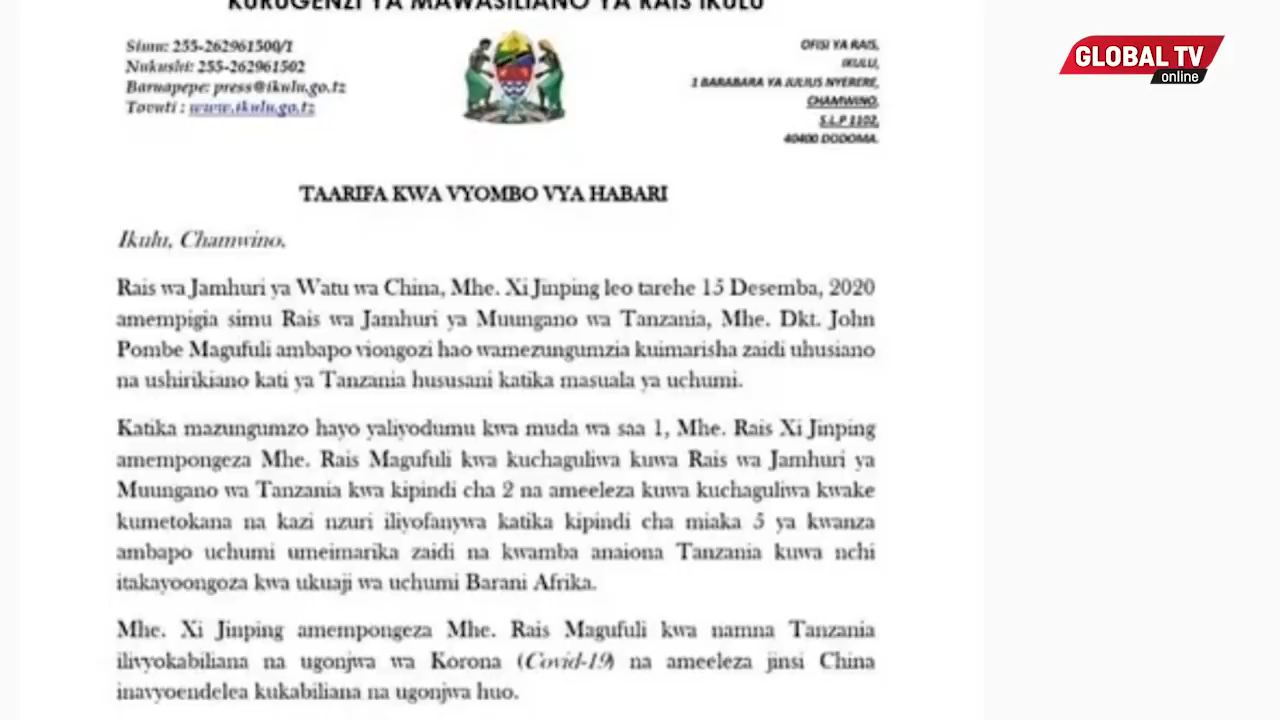 KURUGENZI YA MAWASILIANO YA RAIS IKULU
Simu: 255-262961500/1
Nukushi: 255-262961502
Baruapepe: press@ikulu.go.tz
Tovuti : www.ikulu.go.tz
OFISI YA RAIS,
IKULU,
1 BARABARA YA JULIUS NYERERE,
CHAMWINO,
S.L.P 1102,
40400 DODOMA.
GLOBAL TV
online
TAARIFA KWA VYOMBO VYA HABARI
Ikulu, Chamwino.
Rais wa Jamhuri ya Watu wa China, Mhe. Xi Jinping leo tarehe 15 Desemba, 2020
amempigia simu Rais wa Jamhuri ya Muungano wa Tanzania, Mhe. Dkt. John
Pombe Magufuli ambapo viongozi hao wamezungumzia kuimarisha zaidi uhusiano
na ushirikiano kati ya Tanzania hususani katika masuala ya uchumi.
Katika mazungumzo hayo yaliyodumu kwa muda wa saa 1, Mhe. Rais Xi Jinping
amempongeza Mhe. Rais Magufuli kwa kuchaguliwa kuwa Rais wa Jamhuri ya
Muungano wa Tanzania kwa kipindi cha 2 na ameeleza kuwa kuchaguliwa kwake
kumetokana na kazi nzuri iliyofanywa katika kipindi cha miaka 5 ya kwanza
ambapo uchumi umeimarika zaidi na kwamba anaiona Tanzania kuwa nchi
itakayoongoza kwa ukuaji wa uchumi Barani Afrika.
Mhe. Xi Jinping amempongeza Mhe. Rais Magufuli kwa namna Tanzania
ilivyokabiliana na ugonjwa wa Korona (Covid-19) na ameeleza jinsi China
inavyoendelea kukabiliana na ugonjwa huo.